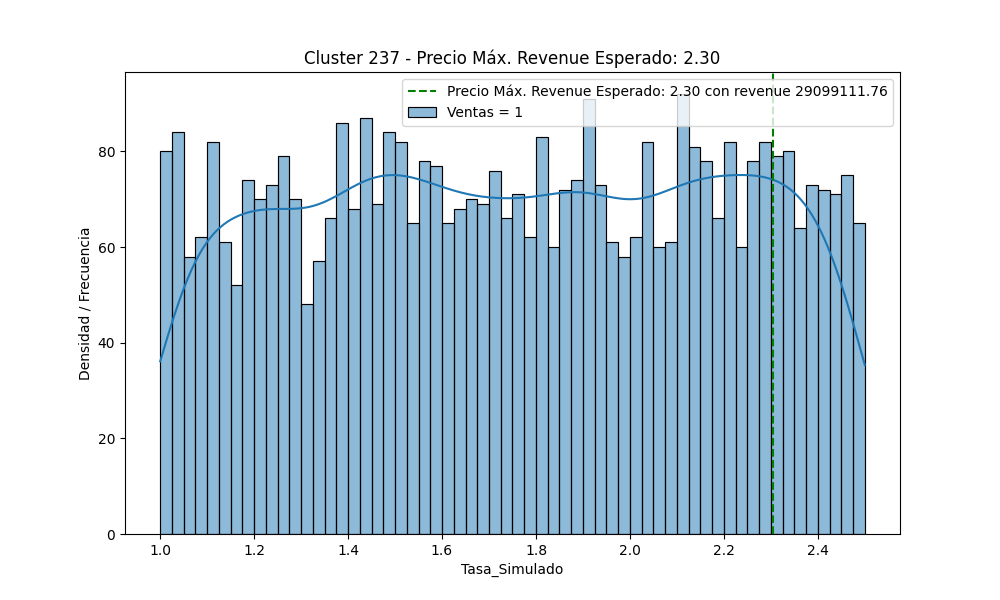 Cluster 237 - Precio Máx. Revenue Esperado: 2.30
Precio Máx. Revenue Esperado: 2.30 con revenue 29099111.76
Ventas = 1
Densidad / Frecuencia
80
60
40
20
0
1.0 1.2 1.4 1.6 1.8 2.0 2.2 2.4
Tasa_Simulado